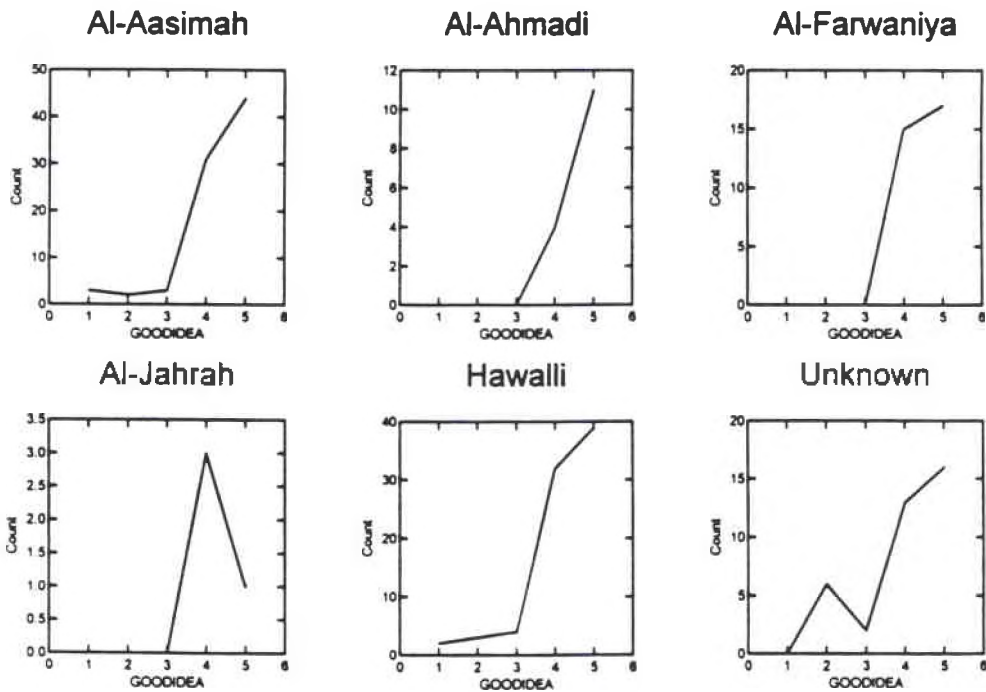 Al-Aasimah
50
40
30
20
10
0
Count
0 1 2 3 4 5 6
GOODIDEA
Al-Ahmadi
12
10
8
6
4
2
0
Count
0 1 2 3 4 5 6
GOODIDEA
Al-Farwaniya
20
15
10
5
0
Count
0 1 2 3 4 5 6
GOODIDEA
Al-Jahrah
3.5
3.0
2.5
2.0
1.5
1.0
0.5
0.0
Count
0 1 2 3 4 5 6
GOODIDEA
Hawalli
40
30
20
10
0
Count
0 1 2 3 4 5 6
GOODIDEA
Unknown
20
15
10
5
0
Count
0 1 2 3 4 5 6
GOODIDEA